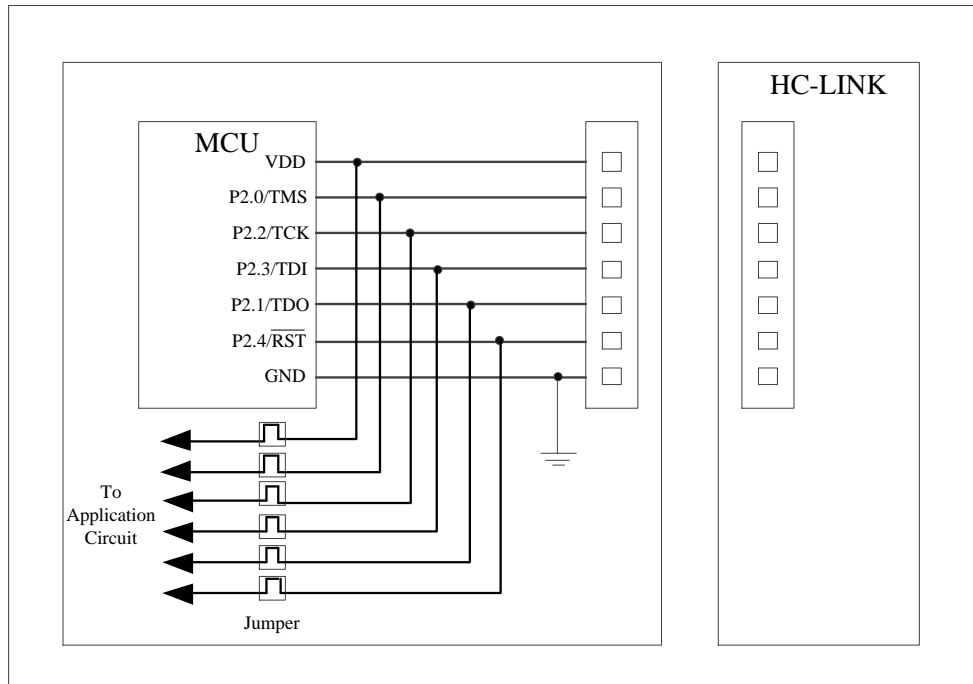 HC-LINK
MCU
VDD
P2.0/TMS
P2.2/TCK
P2.3/TDI
P2.1/TDO
P2.4/RST
GND
To
Application
Circuit
Jumper